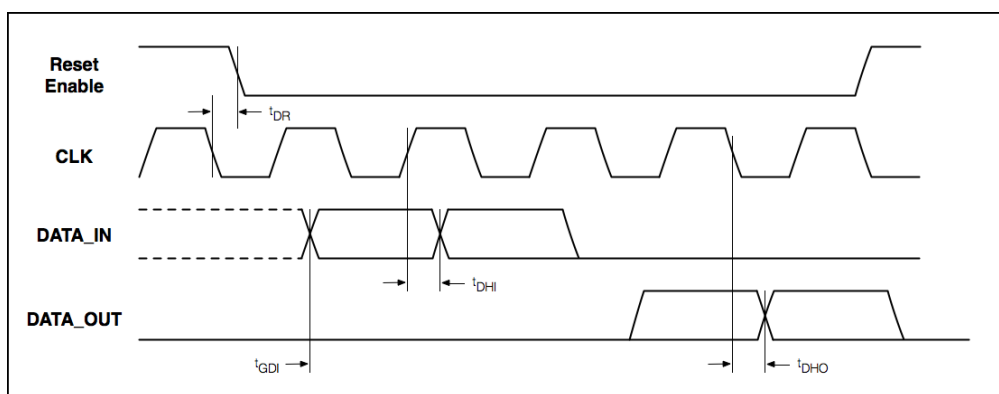 Reset
Enable
tDR
CLK
DATA_IN
tDHI
DATA_OUT
tGDI
tDHO